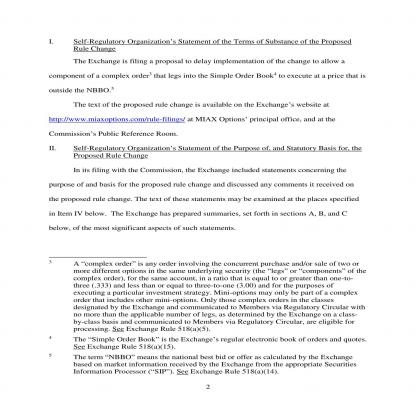 I. Self-Regulatory Organization's Statement of the Terms of Substance of the Proposed
Rule Change
The Exchange is filing a proposal to delay implementation of the change to allow a
component of a complex order3 that legs into the Simple Order Book4 to execute at a price that is
outside the NBBO.5
The text of the proposed rule change is available on the Exchange's website at
http://www.miaxoptions.com/rule-filings/ at MIAX Options' principal office, and at the
Commission's Public Reference Room.
II. Self-Regulatory Organization's Statement of the Purpose of, and Statutory Basis for, the
Proposed Rule Change
In its filing with the Commission, the Exchange included statements concerning the
purpose of and basis for the proposed rule change and discussed any comments it received on
the proposed rule change. The text of these statements may be examined at the places specified
in Item IV below. The Exchange has prepared summaries, set forth in sections A, B, and C
below, of the most significant aspects of such statements.
3 A "complex order" is any order involving the concurrent purchase and/or sale of two or
more different options in the same underlying security (the "legs" or "components" of the
complex order), for the same account, in a ratio that is equal to or greater than one-to-
three (.333) and less than or equal to three-to-one (3.00) and for the purposes of
executing a particular investment strategy. Mini-options may only be part of a complex
order that includes other mini-options. Only those complex orders in the classes
designated by the Exchange and communicated to Members via Regulatory Circular with
no more than the applicable number of legs, as determined by the Exchange on a class-
by-class basis and communicated to Members via Regulatory Circular, are eligible for
processing. See Exchange Rule 518(a)(5).
4 The "Simple Order Book" is the Exchange's regular electronic book of orders and quotes.
See Exchange Rule 518(a)(15).
5 The term "NBBO" means the national best bid or offer as calculated by the Exchange
based on market information received by the Exchange from the appropriate Securities
Information Processor ("SIP"). See Exchange Rule 518(a)(14).
2